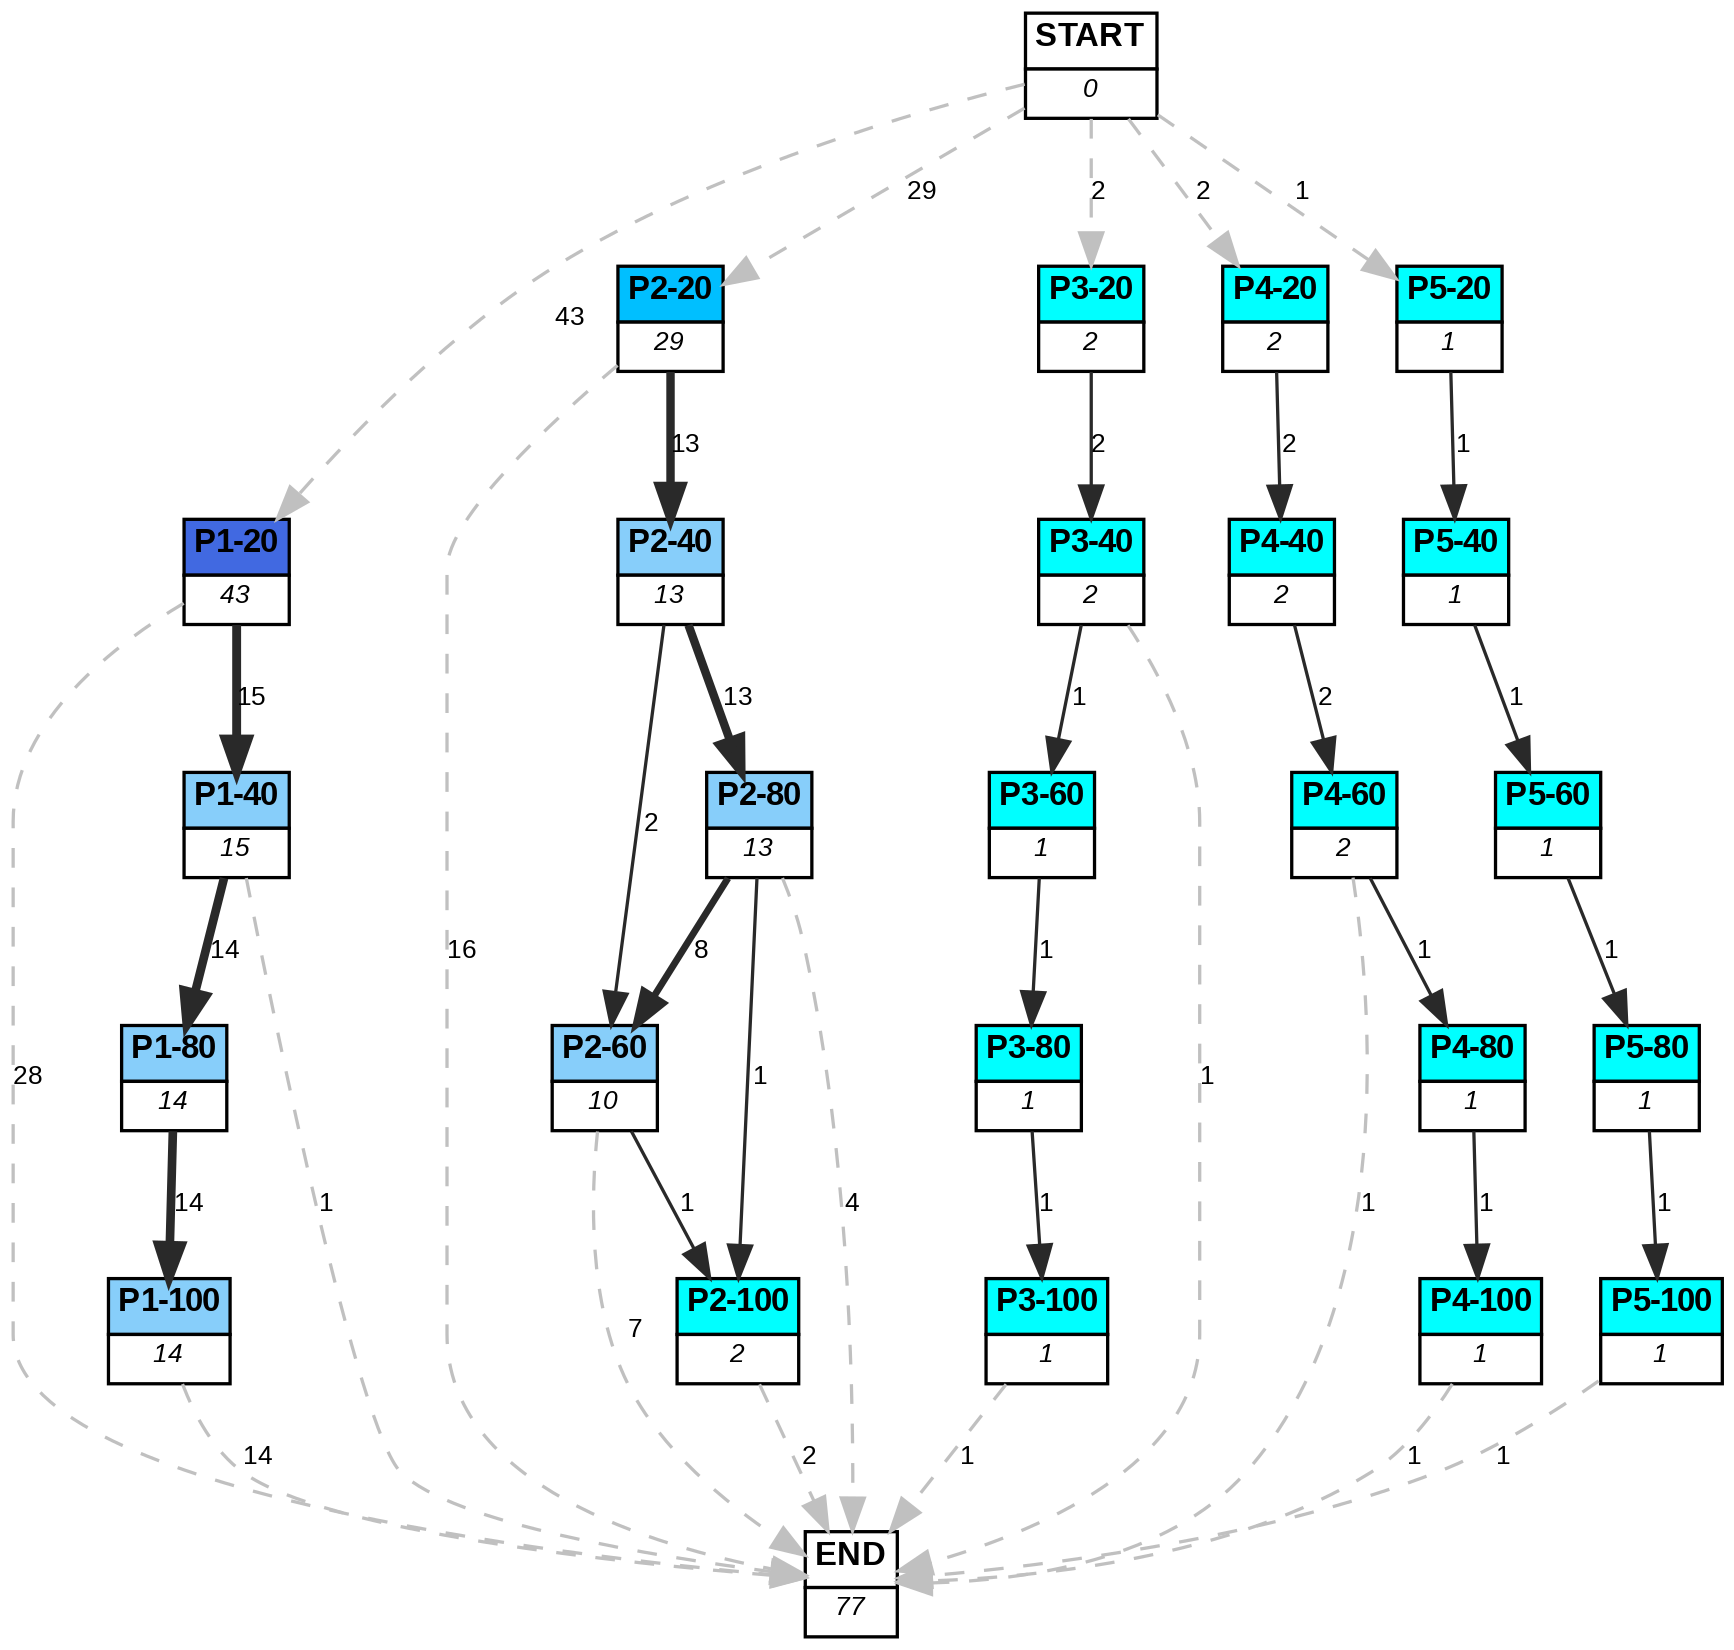 START
0
29
2
2
1
43
P2-20
29
P3-20
2
P4-20
2
P5-20
1
13
2
2
1
P1-20
43
P2-40
13
P3-40
2
P4-40
2
P5-40
1
15
13
1
2
1
P1-40
15
2
P2-80
13
P3-60
1
P4-60
2
P5-60
1
14
16
8
1
1
1
P1-80
14
28
P2-60
10
1
P3-80
1
1
P4-80
1
P5-80
1
14
1
1
4
1
1
1
1
P1-100
14
7
P2-100
2
P3-100
1
P4-100
1
P5-100
1
14
2
1
1
1
END
77